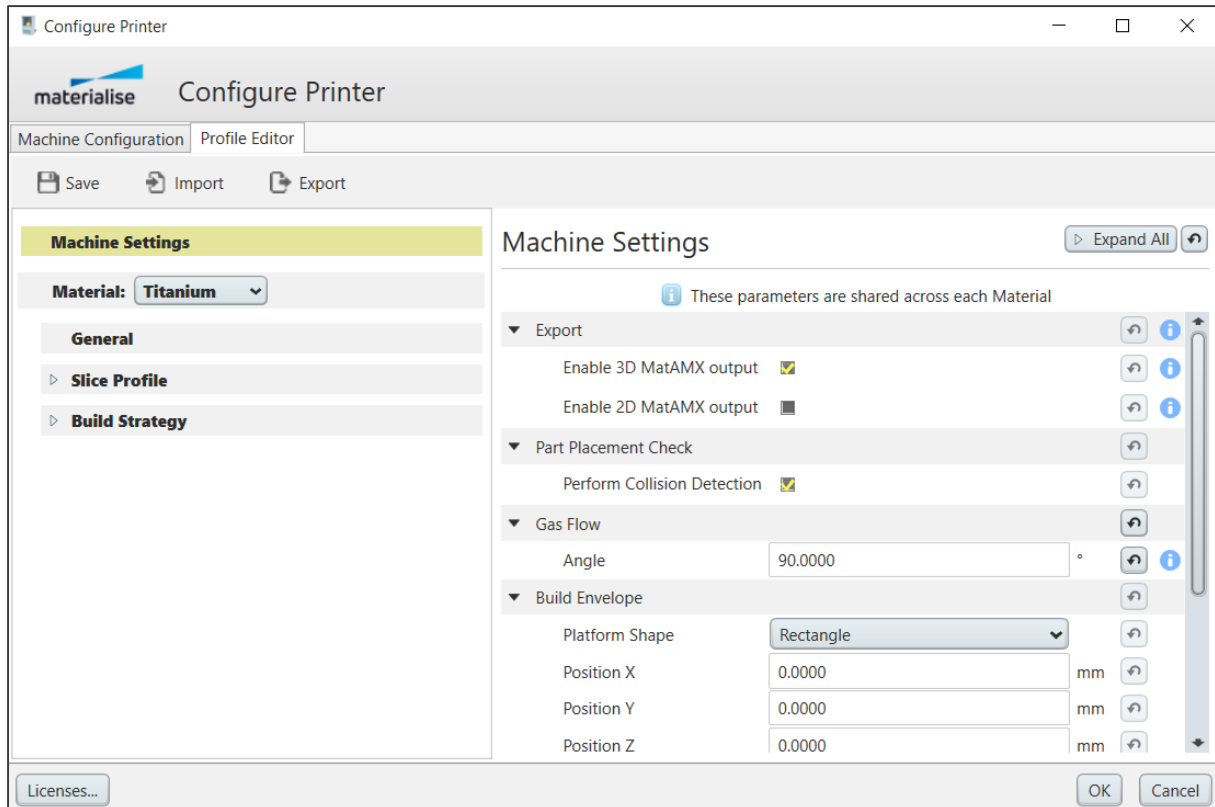 Configure Printer
materialise Configure Printer
Machine Configuration Profile Editor
Save Import Export
Machine Settings
Material: Titanium
General
Slice Profile
Build Strategy
Machine Settings
Expand All
These parameters are shared across each Material
Export
Enable 3D MatAMX output
Enable 2D MatAMX output
Part Placement Check
Perform Collision Detection
Gas Flow
Angle 90.0000 °
Build Envelope
Platform Shape Rectangle
Position X 0.0000 mm
Position Y 0.0000 mm
Position Z 0.0000 mm
Licenses... OK Cancel